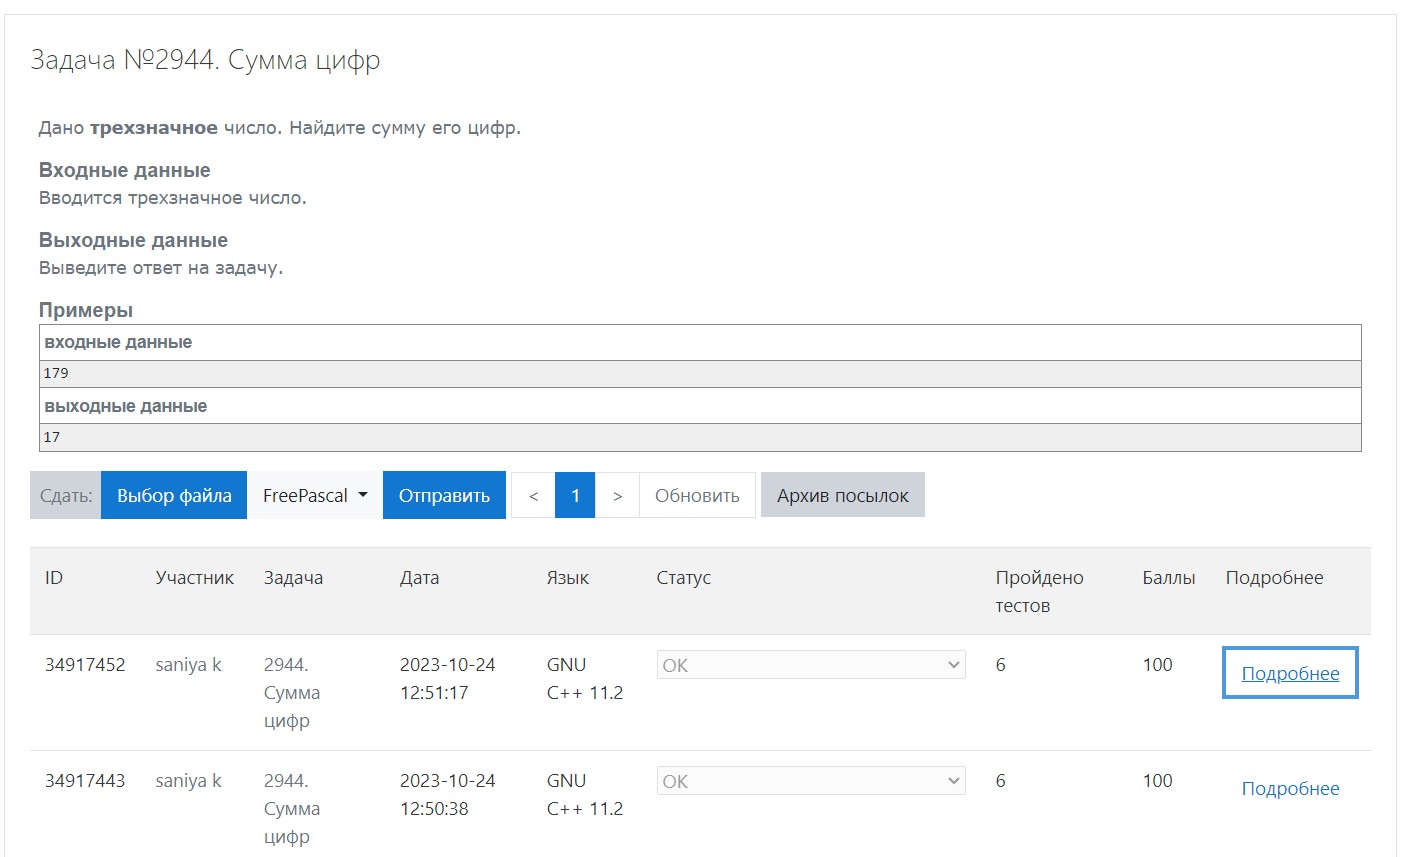 Задача №2944. Сумма цифр
Дано трехзначное число. Найдите сумму его цифр.
Входные данные
Вводится трехзначное число.
Выходные данные
Выведите ответ на задачу.
Примеры
входные данные
179
выходные данные
17
Сдать: Выбор файла FreePascal Отправить < 1 > Обновить Архив посылок
ID Участник Задача Дата Язык Статус Пройдено Баллы Подробнее
тестов
34917452 saniya k 2944. 2023-10-24 GNU OK 6 100 Подробнее
Сумма 12:51:17 C++ 11.2
цифр
34917443 saniya k 2944. 2023-10-24 GNU OK 6 100 Подробнее
Сумма 12:50:38 C++ 11.2
цифр